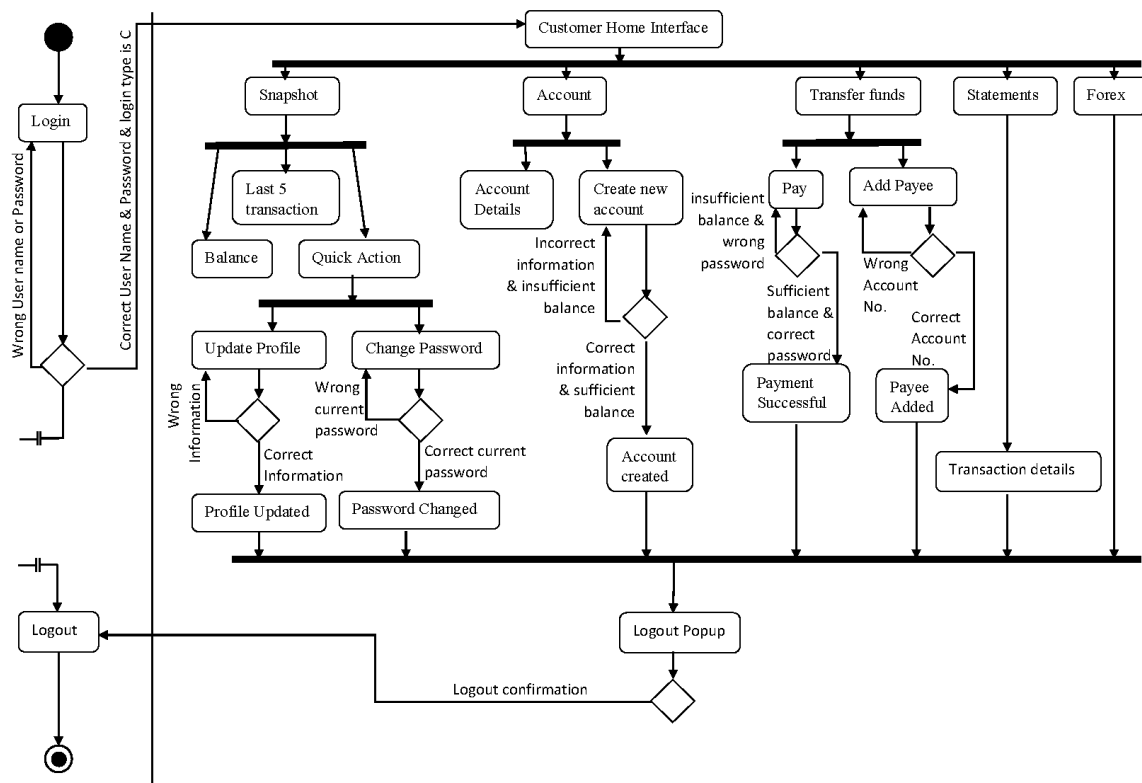 Customer Home Interface
Snapshot
Account
Transfer funds
Statements
Forex
Login
Wrong User name or Password
Correct User Name & Password & login type is C
Last 5
transaction
Balance
Quick Action
Account
Details
Create new
account
Pay
Add Payee
insufficient
balance &
wrong
password
Wrong
Account
No.
Incorrect
information
& insufficient
balance
Sufficient
balance &
correct
password
Correct
Account
No.
Update Profile
Change Password
Wrong
Information
Wrong
current
password
Correct
information
& sufficient
balance
Payment
Successful
Payee
Added
Correct
Information
Correct current
password
Account
created
Transaction details
Profile Updated
Password Changed
Logout
Logout Popup
Logout confirmation